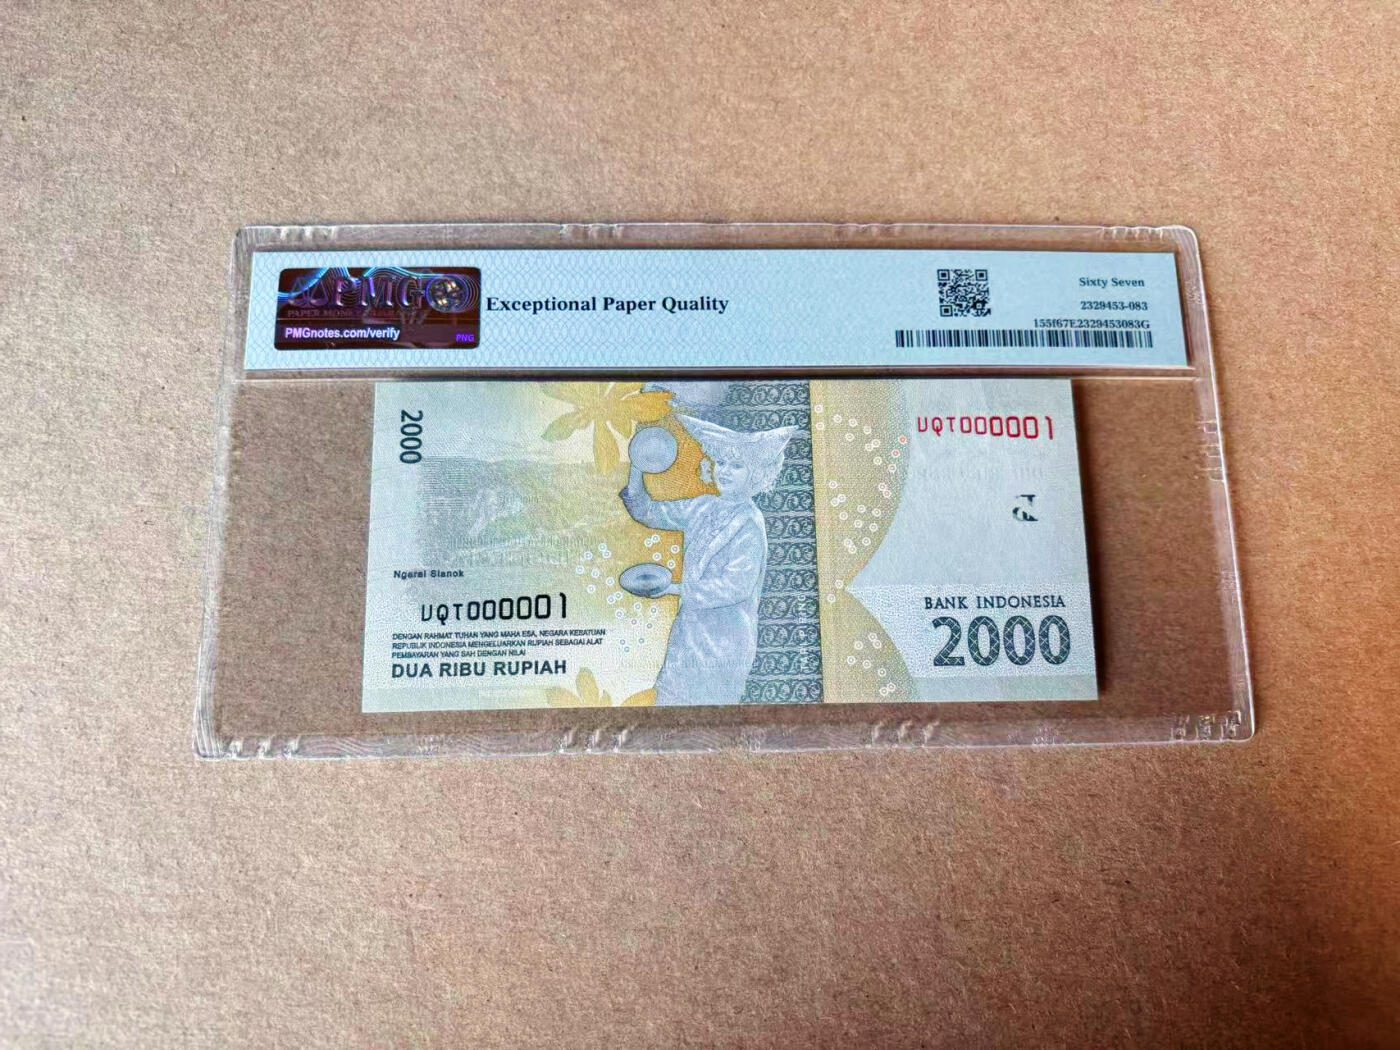 PMG
PAPER MONEY GUARANTY
PMGnotes.com/verify
PNG
Exceptional Paper Quality
Sixty Seven
2329453-083
155f67E2329453083G
2000
UQT000001
Ngarai Sianok
UQT000001
DENGAN RAHMAT TUHAN YANG MAHA ESA, NEGARA KESATUAN
REPUBLIK INDONESIA MENGELUARKAN RUPIAH SEBAGAI ALAT
PEMBAYARAN YANG SAH DENGAN NILAI
DUA RIBU RUPIAH
BANK INDONESIA
2000